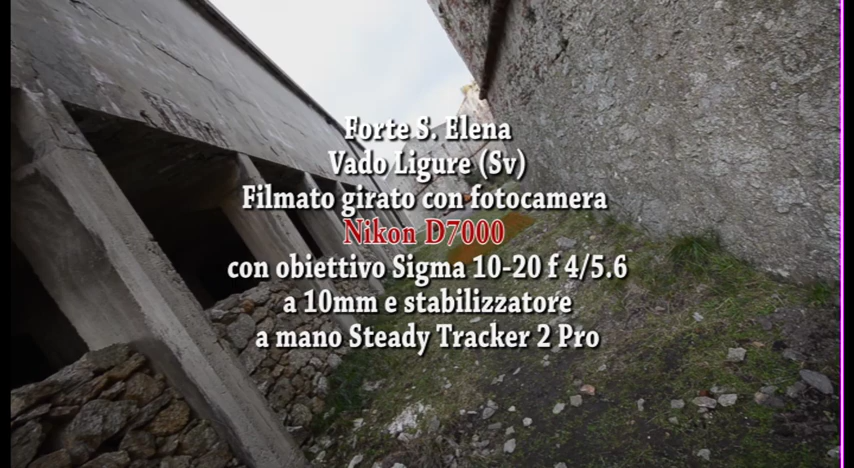 Forte S. Elena
Vado Ligure (Sv)
Filmato girato con fotocamera
Nikon D7000
con obiettivo Sigma 10-20 f 4/5.6
a 10mm e stabilizzatore
a mano Steady Tracker 2 Pro